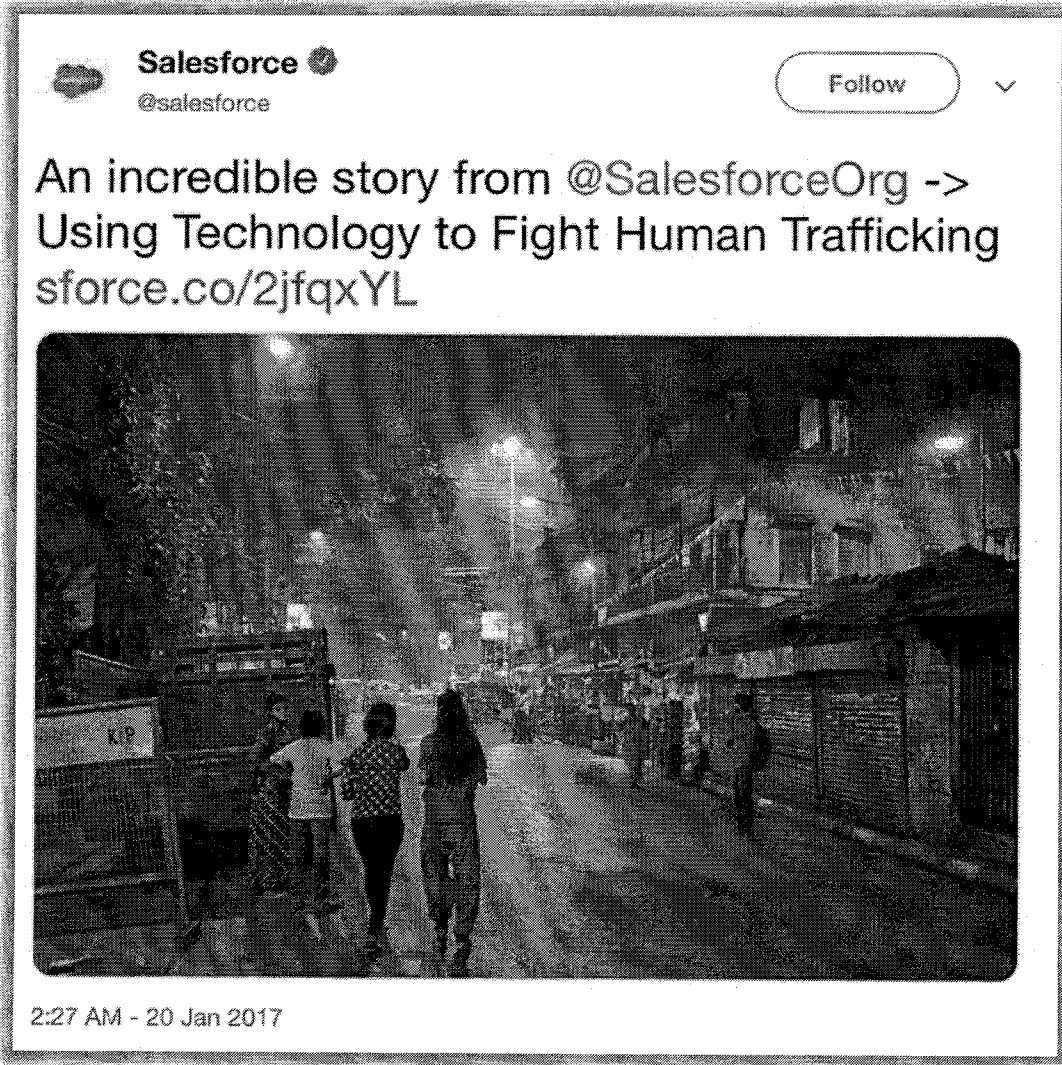 Salesforce
@salesforce
Follow
An incredible story from @SalesforceOrg ->
Using Technology to Fight Human Trafficking
sforce.co/2jfqxYL
K P
2:27 AM - 20 Jan 2017